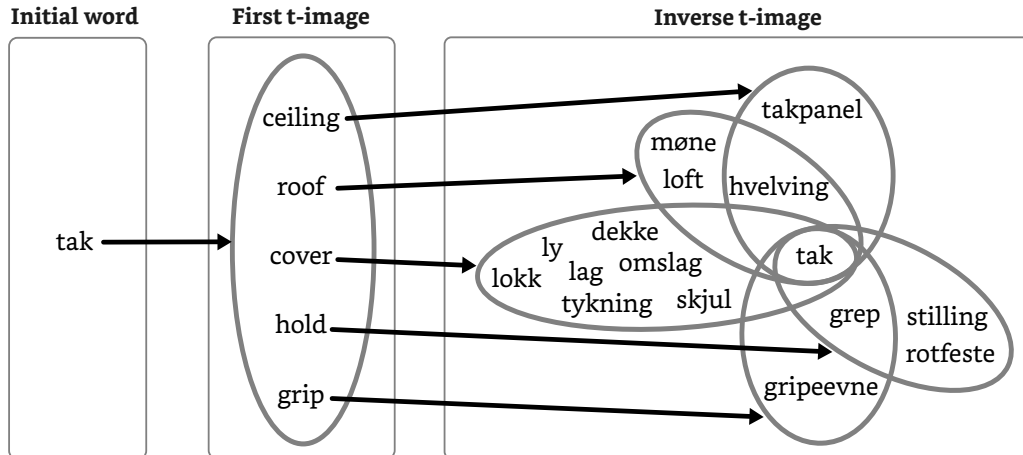 Initial word
First t-image
Inverse t-image
tak
ceiling
roof
cover
hold
grip
takpanel
møne
loft
hvelving
dekke
ly
omslag
lag
lokk
tykning
skjul
tak
grep
stilling
rotfeste
gripeevne